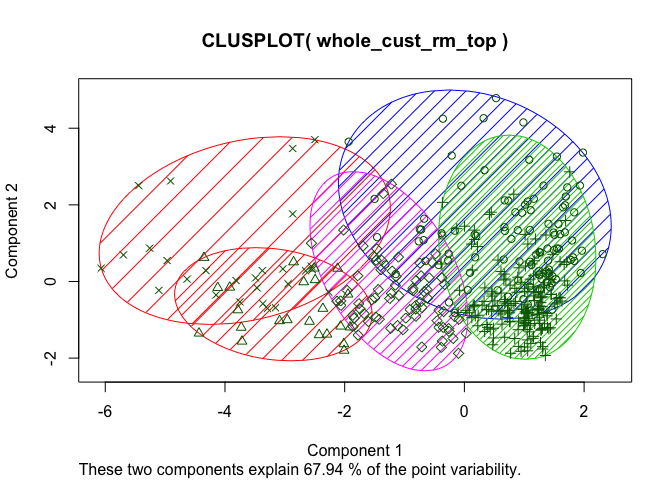 CLUSPLOT( whole_cust_rm_top )
Component 2
4
2
0
-2
-6
-4
-2
0
2
Component 1
These two components explain 67.94 % of the point variability.